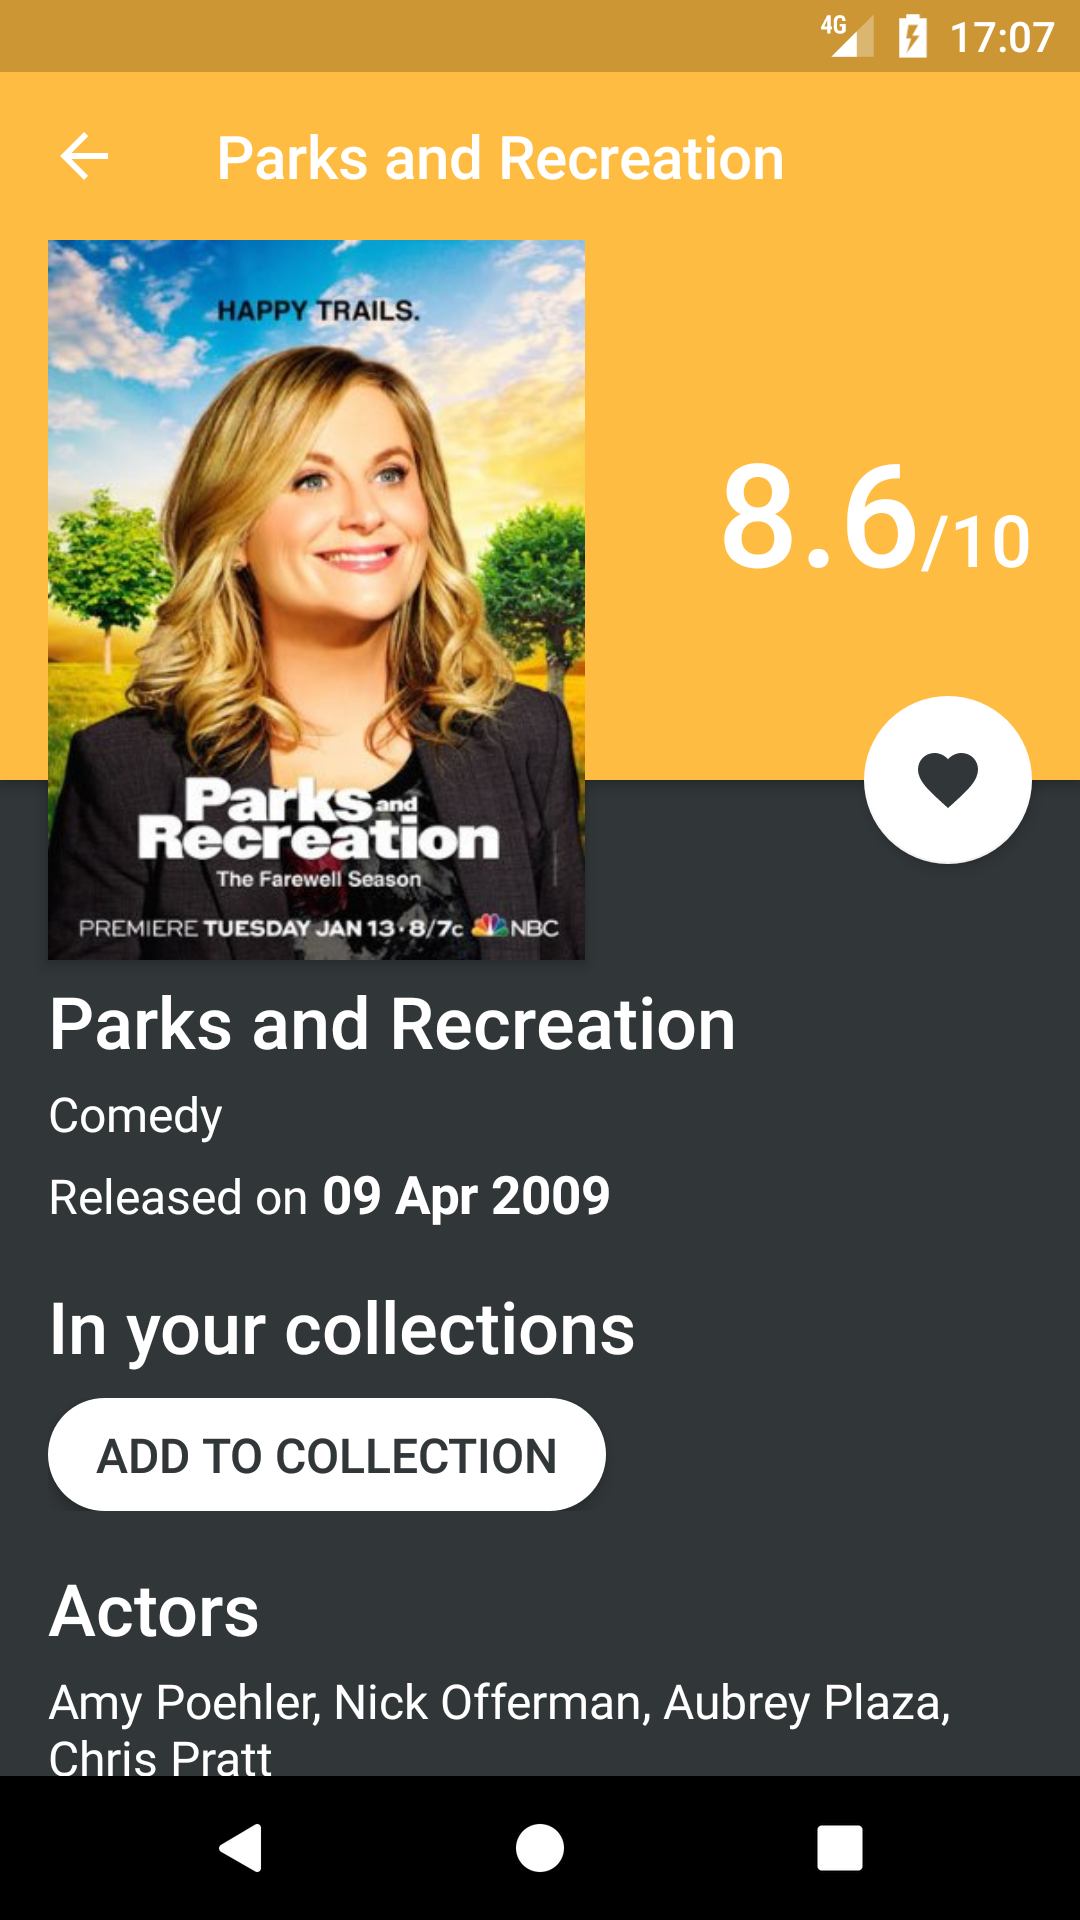 4G 17:07
Parks and Recreation
HAPPY TRAILS.
8.6/10
Parks and
Recreation
The Farewell Season
PREMIERE TUESDAY JAN 13·8/7c NBC
Parks and Recreation
Comedy
Released on 09 Apr 2009
In your collections
ADD TO COLLECTION
Actors
Amy Poehler, Nick Offerman, Aubrey Plaza,
Chris Pratt